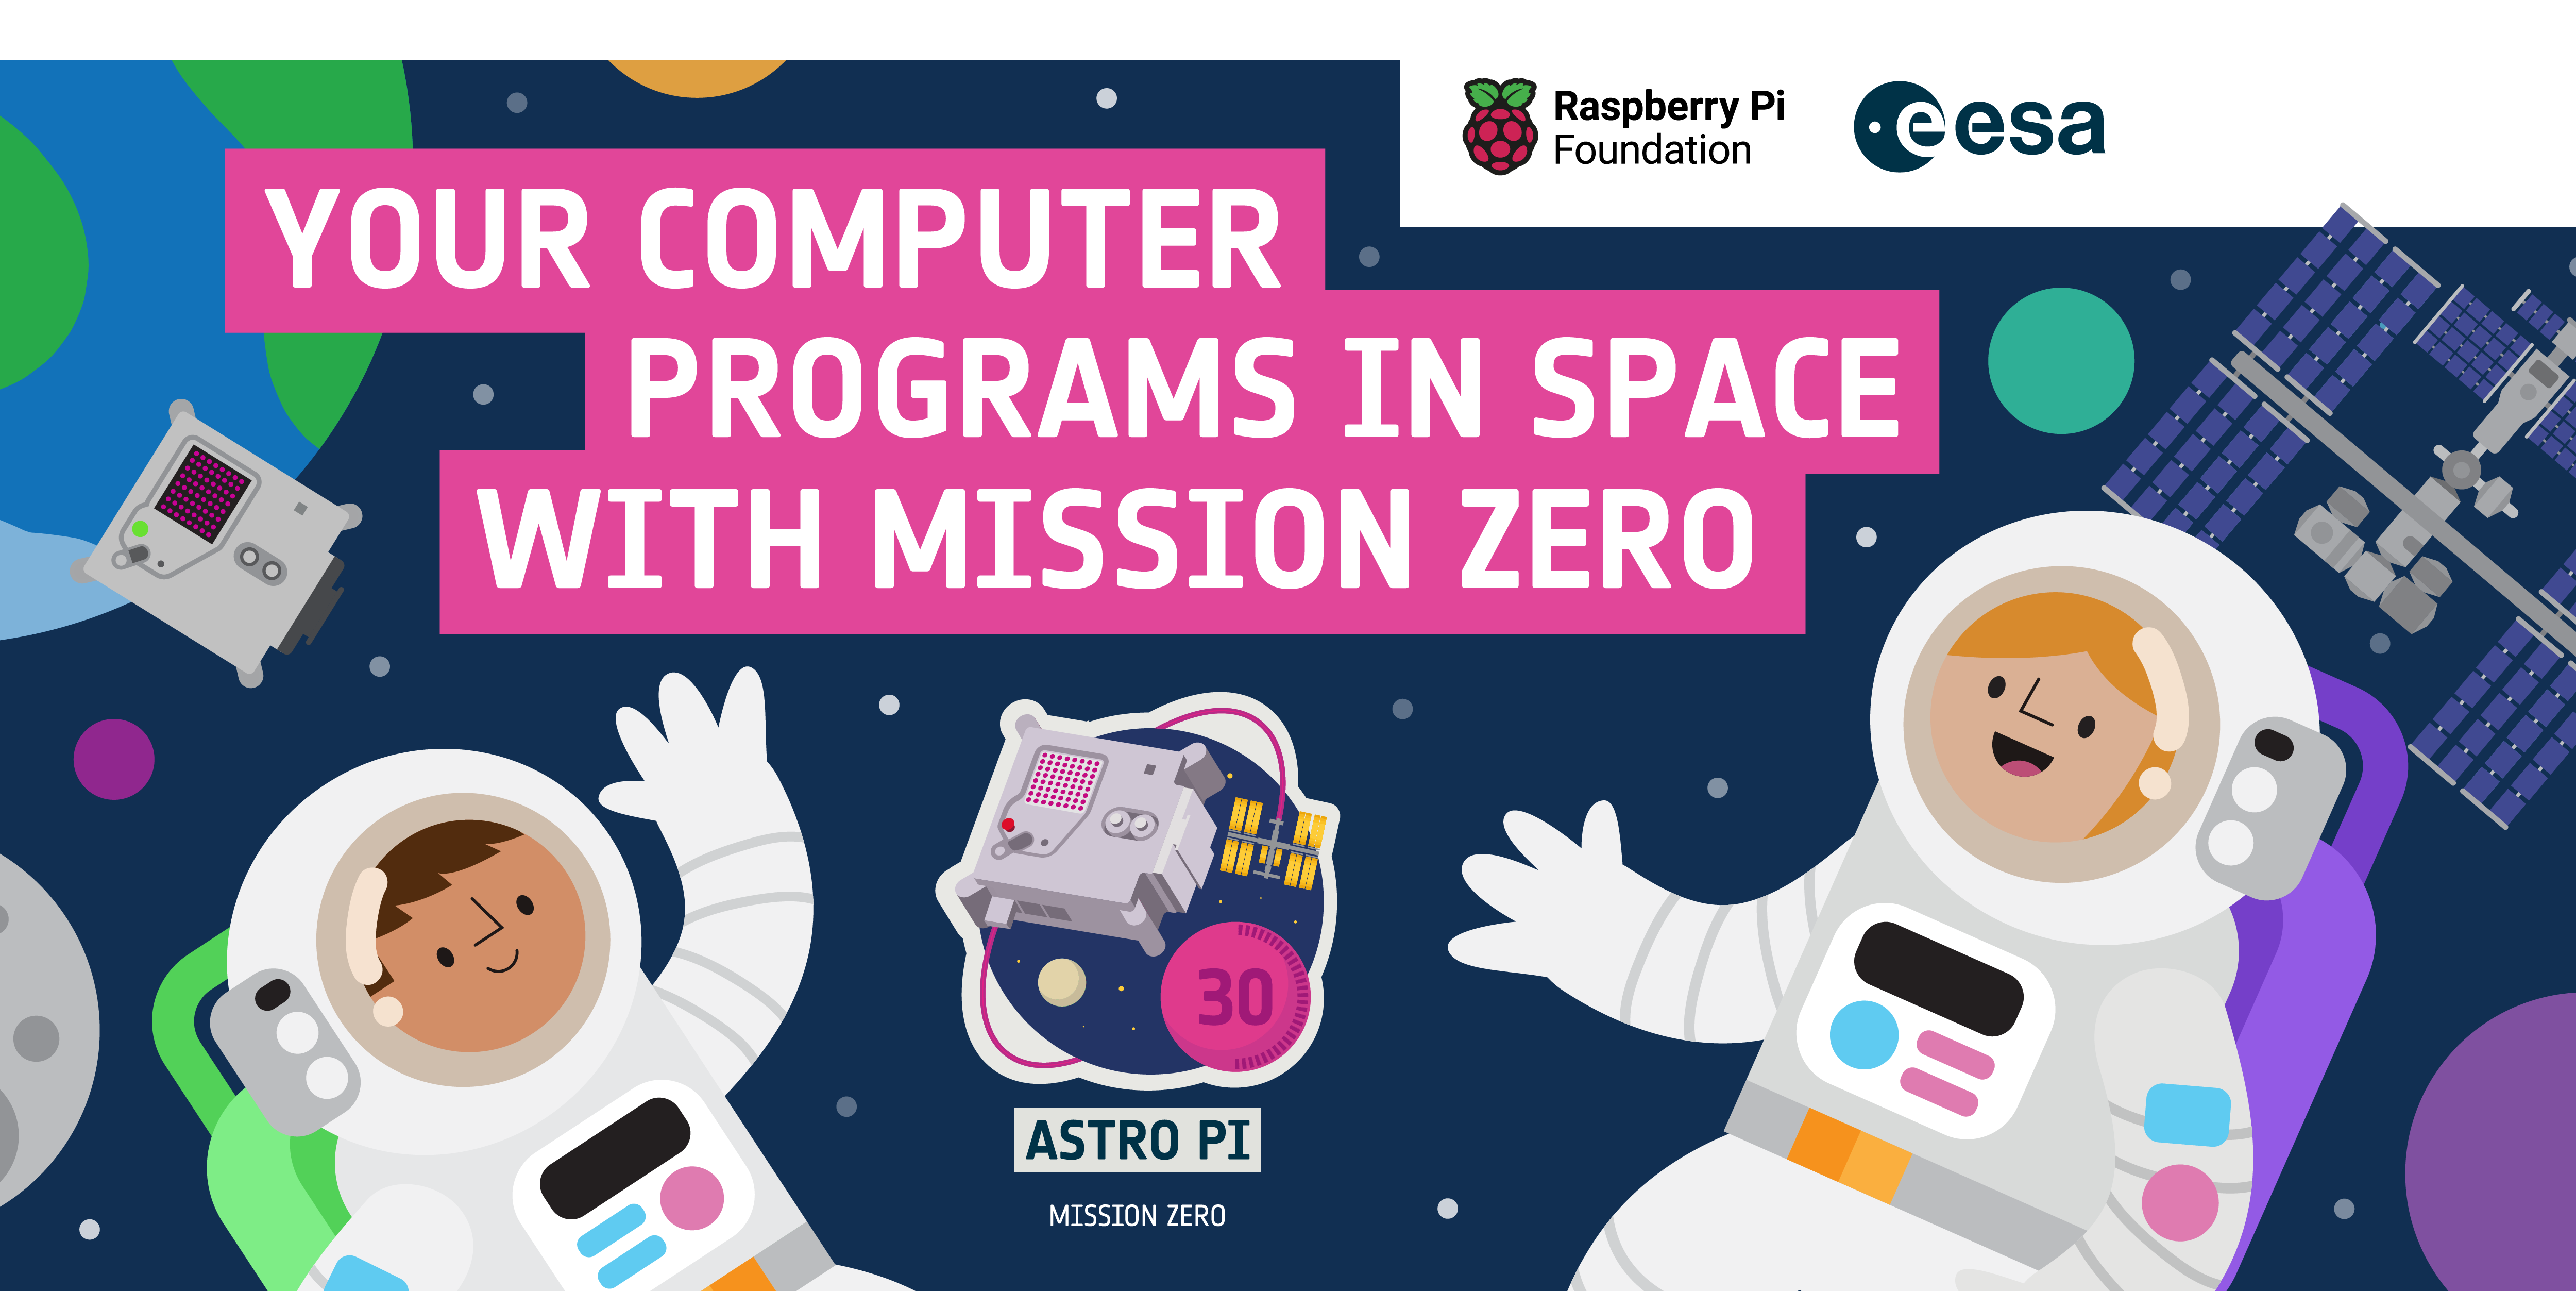 Raspberry Pi
Foundation
esa
YOUR COMPUTER
PROGRAMS IN SPACE
WITH MISSION ZERO
30
ASTRO PI
MISSION ZERO